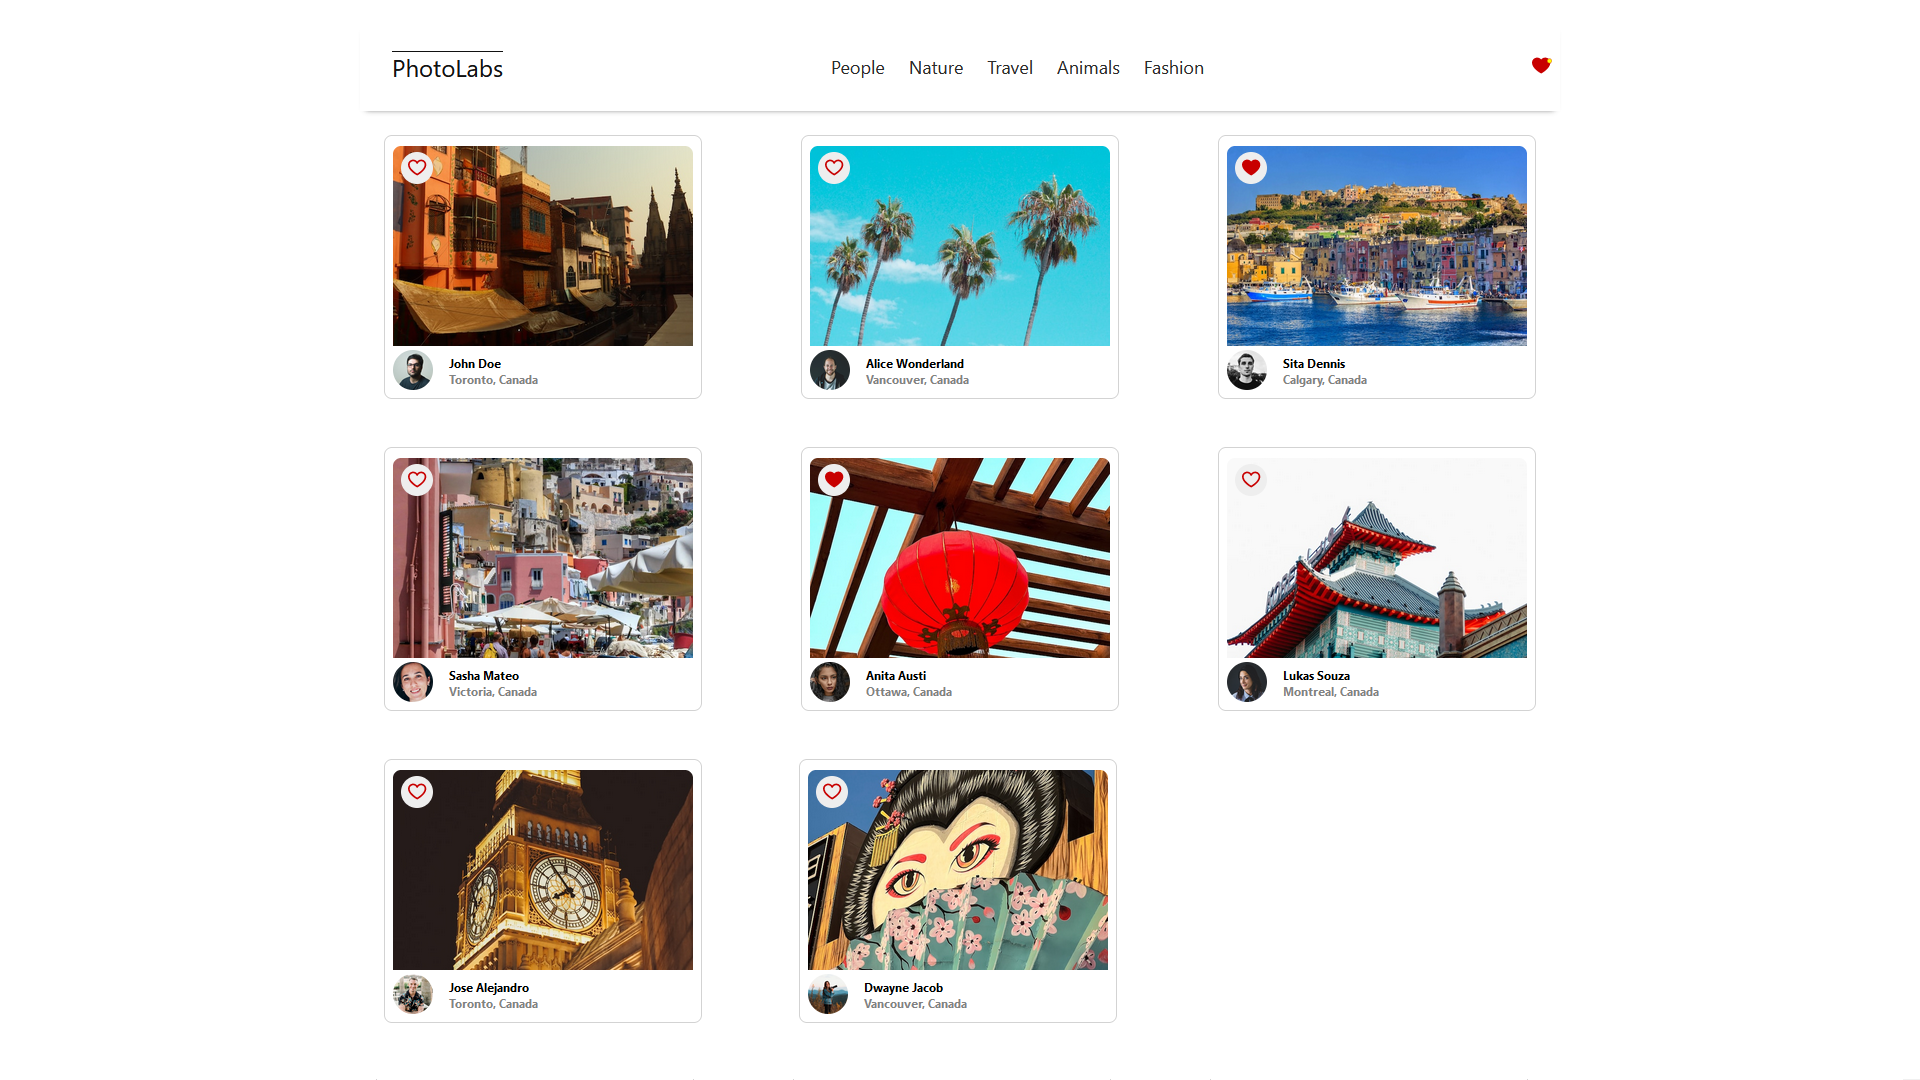 PhotoLabs
People Nature Travel Animals Fashion
John Doe
Toronto, Canada
Alice Wonderland
Vancouver, Canada
Sita Dennis
Calgary, Canada
Sasha Mateo
Victoria, Canada
Anita Austi
Ottawa, Canada
Lukas Souza
Montreal, Canada
Jose Alejandro
Toronto, Canada
Dwayne Jacob
Vancouver, Canada